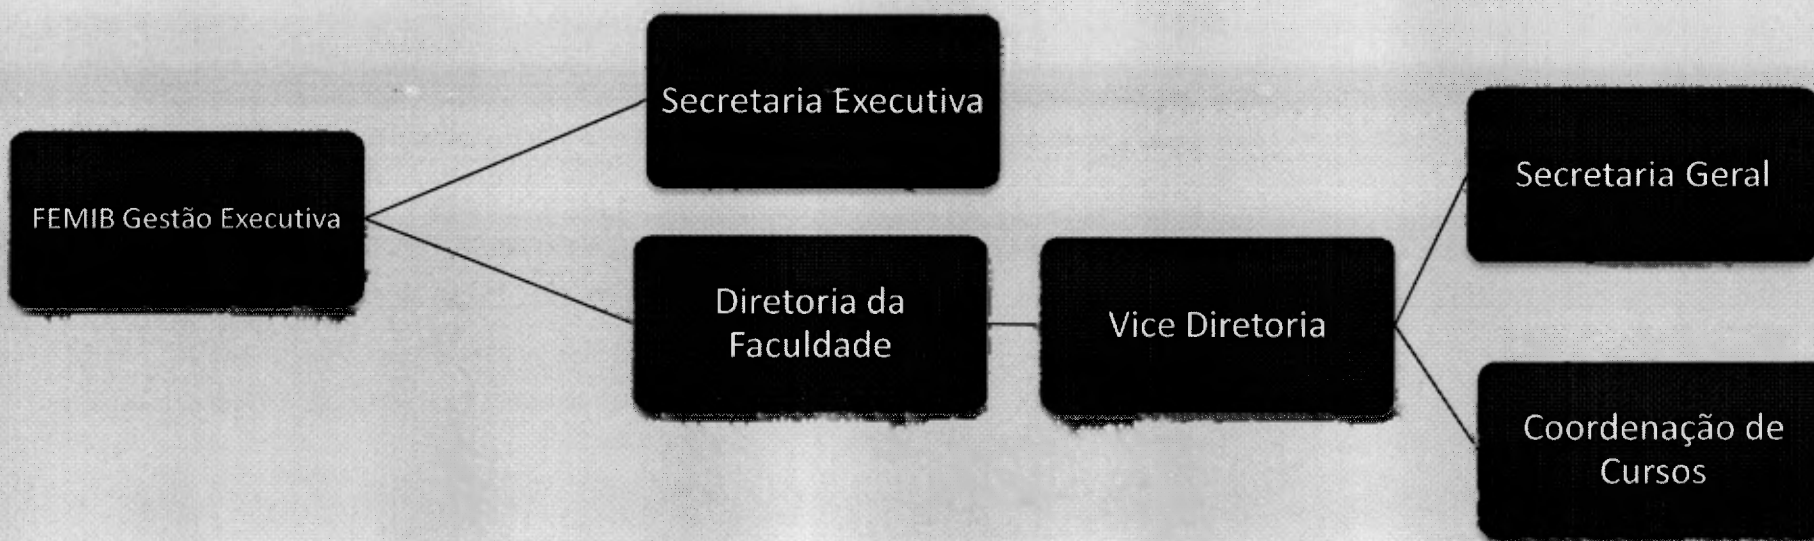 FEMIB Gestão Executiva
Secretaria Executiva
Diretoria da
Faculdade
Vice Diretoria
Secretaria Geral
Coordenação de
Cursos